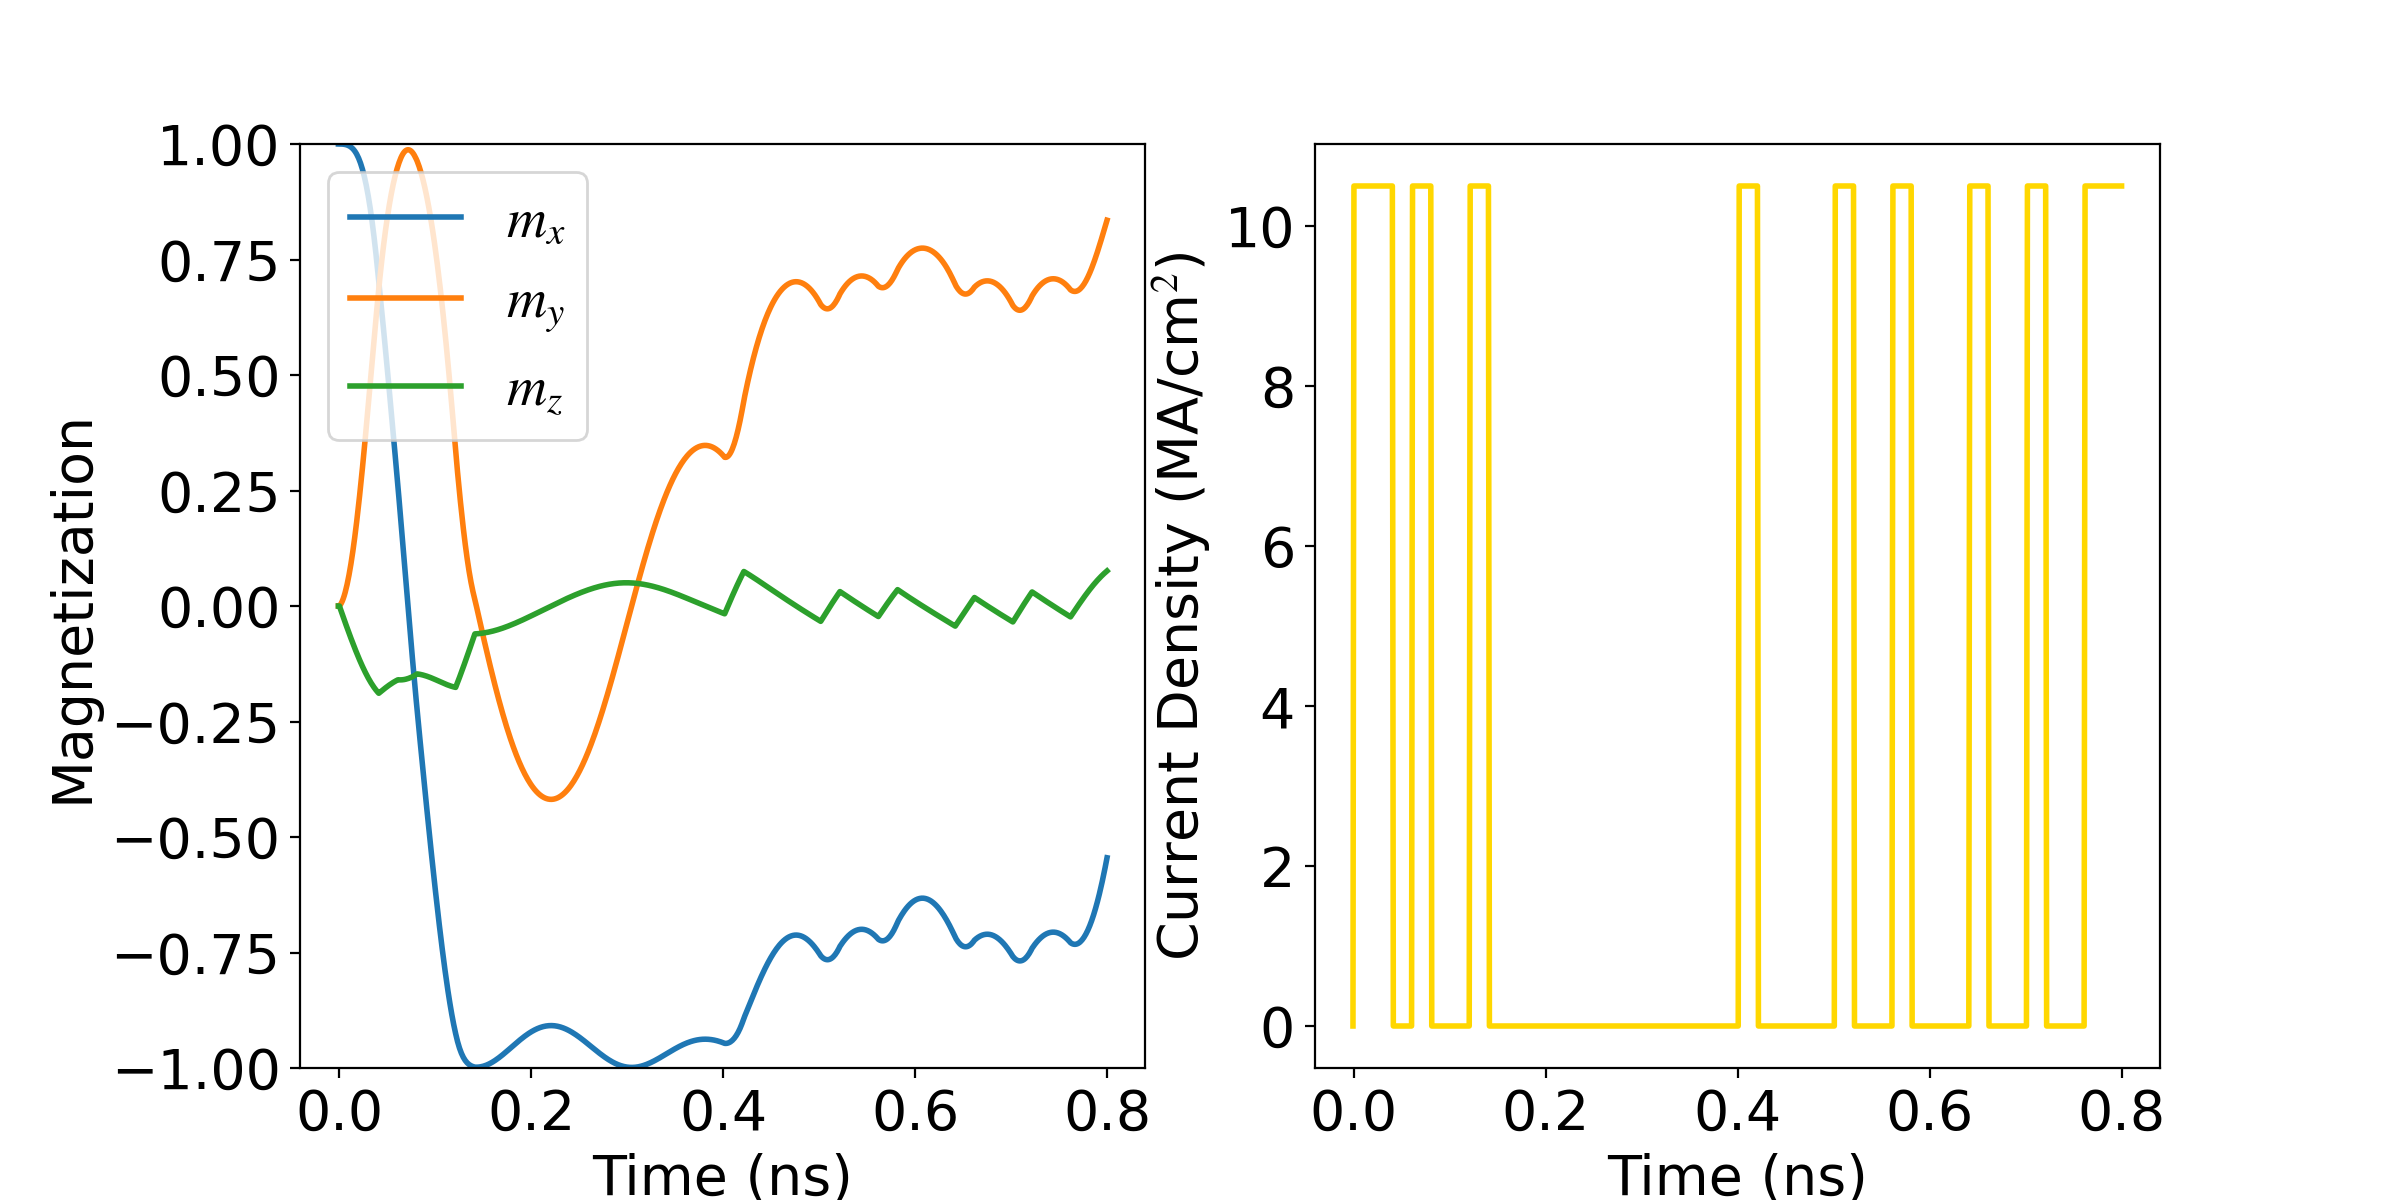 1.00
0.75
0.50
0.25
0.00
−0.25
−0.50
−0.75
−1.00
Magnetization
m_x
m_y
m_z
0.0 0.2 0.4 0.6 0.8
Time (ns)
Current Density (MA/cm²)
10
8
6
4
2
0
0.0 0.2 0.4 0.6 0.8
Time (ns)